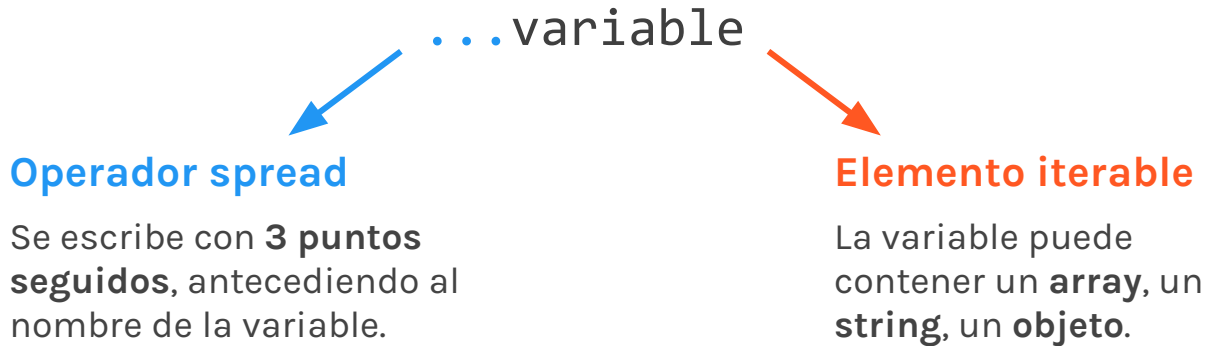 ...variable
Operador spread
Se escribe con 3 puntos
seguidos, antecediendo al
nombre de la variable.
Elemento iterable
La variable puede
contener un array, un
string, un objeto.